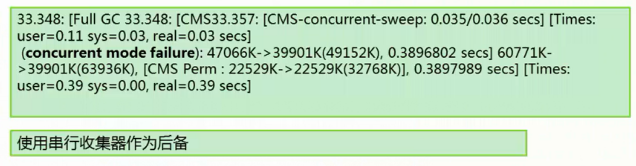 33.348: [Full GC 33.348: [CMS33.357: [CMS-concurrent-sweep: 0.035/0.036 secs] [Times:
user=0.11 sys=0.03, real=0.03 secs]
(concurrent mode failure): 47066K->39901K(49152K), 0.3896802 secs] 60771K-
>39901K(63936K), [CMS Perm : 22529K->22529K(32768K)], 0.3897989 secs] [Times:
user=0.39 sys=0.00, real=0.39 secs]
使用串行收集器作为后备